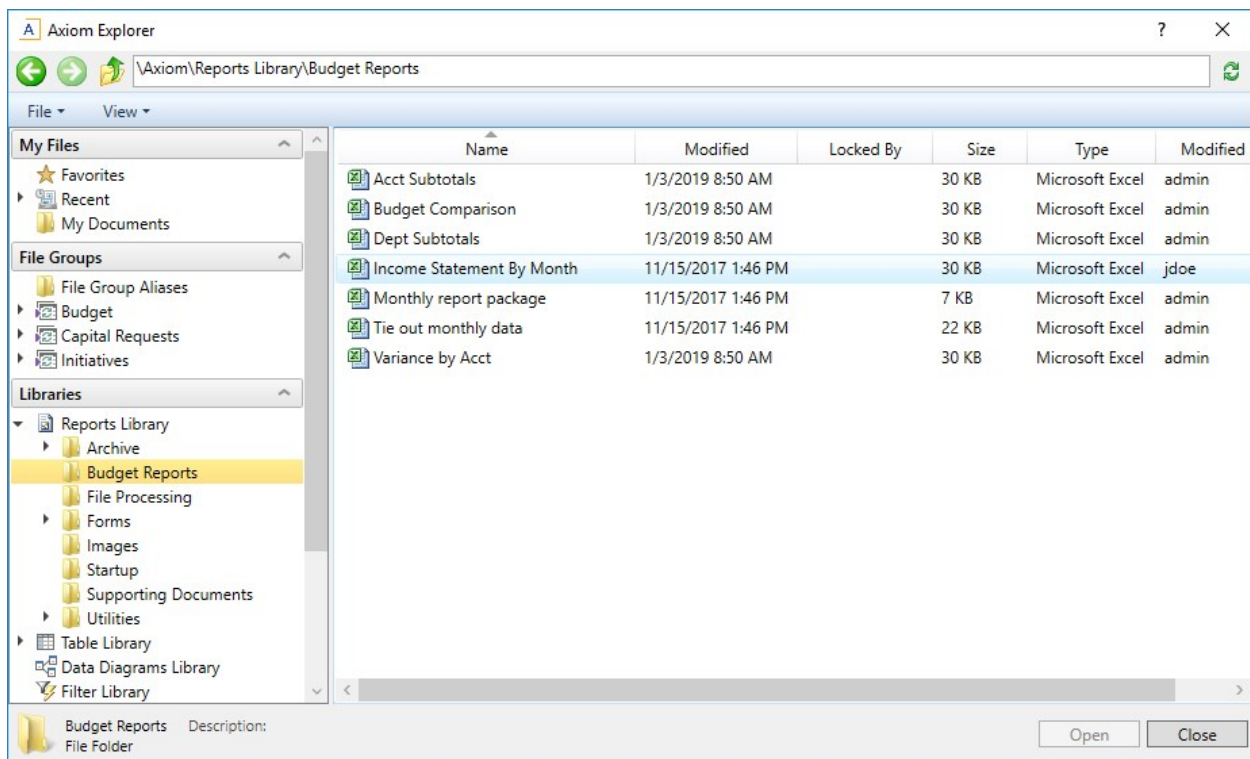 A Axiom Explorer ?
\Axiom\Reports Library\Budget Reports
File View
My Files
Favorites
Recent
My Documents
File Groups
File Group Aliases
Budget
Capital Requests
Initiatives
Libraries
Reports Library
Archive
Budget Reports
File Processing
Forms
Images
Startup
Supporting Documents
Utilities
Table Library
Data Diagrams Library
Filter Library
Name Modified Locked By Size Type Modified
Acct Subtotals 1/3/2019 8:50 AM 30 KB Microsoft Excel admin
Budget Comparison 1/3/2019 8:50 AM 30 KB Microsoft Excel admin
Dept Subtotals 1/3/2019 8:50 AM 30 KB Microsoft Excel admin
Income Statement By Month 11/15/2017 1:46 PM 30 KB Microsoft Excel jdoe
Monthly report package 11/15/2017 1:46 PM 7 KB Microsoft Excel admin
Tie out monthly data 11/15/2017 1:46 PM 22 KB Microsoft Excel admin
Variance by Acct 1/3/2019 8:50 AM 30 KB Microsoft Excel admin
Budget Reports Description:
File Folder
Open Close